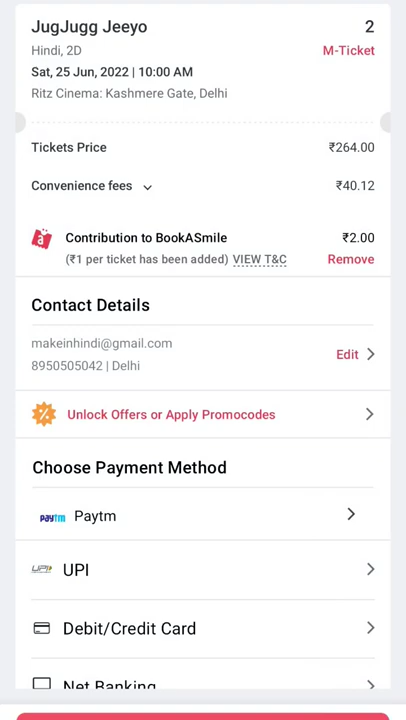 JugJugg Jeeyo 2
Hindi, 2D M-Ticket
Sat, 25 Jun, 2022 | 10:00 AM
Ritz Cinema: Kashmere Gate, Delhi
Tickets Price ₹264.00
Convenience fees ₹40.12
Contribution to BookASmile ₹2.00
(₹1 per ticket has been added) VIEW T&C Remove
Contact Details
makeinhindi@gmail.com
8950505042 | Delhi Edit
Unlock Offers or Apply Promocodes
Choose Payment Method
paytm Paytm
UPI UPI
Debit/Credit Card
Net Banking